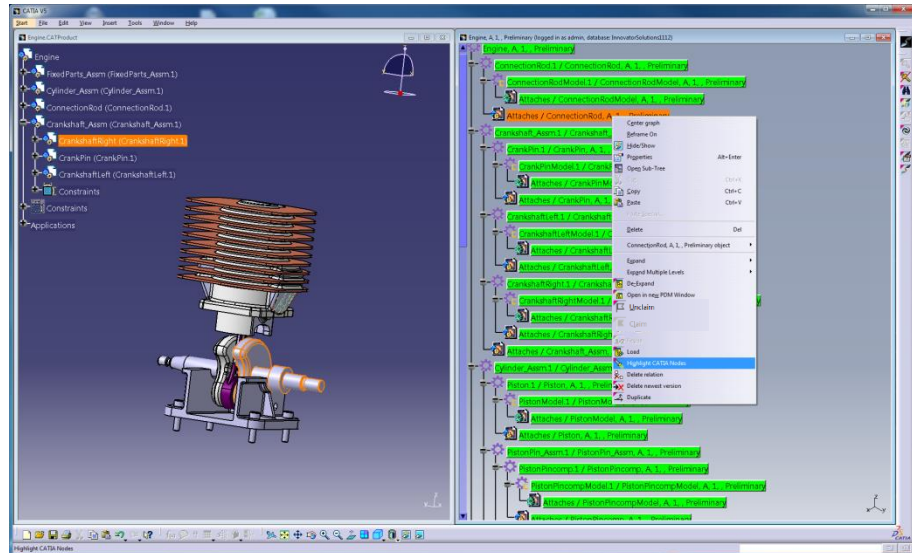 CATIA V5
Start File Edit View Insert Tools Window Help
Engine.CATProduct
Engine
FixedParts_Assm (FixedParts_Assm.1)
Cylinder_Assm (Cylinder_Assm.1)
ConnectionRod (ConnectionRod.1)
Crankshaft_Assm (Crankshaft_Assm.1)
CrankshaftRight (CrankshaftRight.1)
CrankPin (CrankPin.1)
CrankshaftLeft (CrankshaftLeft.1)
Constraints
Constraints
Applications
Engine, A, 1, , Preliminary (logged in as admin, database: InnovatorSolutions1112)
Engine, A, 1, , Preliminary
ConnectionRod.1 / ConnectionRod, A, 1, , Preliminary
ConnectionRodModel.1 / ConnectionRodModel, A, 1, , Preliminary
Attaches / ConnectionRodModel, A, 1, , Preliminary
Attaches / ConnectionRod, A, 1, , Preliminary
Crankshaft_Assm.1 / Crankshaft_
CrankPin.1 / CrankPin, A, 1, ,
CrankPinModel.1 / CrankP
Attaches / CrankPinM
Attaches / CrankPin, A, 1,
CrankshaftLeft.1 / Crankshaft
CrankshaftLeftModel.1 / C
Attaches / Crankshaft
Attaches / CrankshaftLeft,
CrankshaftRight.1 / Cranksha
CrankshaftRightModel.1 /
Attaches / CrankshaftR
Attaches / CrankshaftRigh
Attaches / Crankshaft_Assm,
Cylinder_Assm.1 / Cylinder_Assm
Piston.1 / Piston, A, 1, , Prelim
PistonModel.1 / PistonMod
Attaches / PistonModel, A, 1, , Preliminary
Attaches / Piston, A, 1, , Preliminary
PistonPin_Assm.1 / PistonPin_Assm, A, 1, , Preliminary
PistonPincomp.1 / PistonPincomp, A, 1, , Preliminary
PistonPincompModel.1 / PistonPincompModel, A, 1, , Preliminary
Attaches / PistonPincompModel, A, 1, , Preliminary
Center graph
Reframe On
Hide/Show
Properties Alt+Enter
Open Sub-Tree
Ctrl+X
Copy Ctrl+C
Paste Ctrl+V
Delete Del
ConnectionRod, A, 1, , Preliminary object
Expand
Expand Multiple Levels
De-Expand
Open in new PDM Window
Unclaim
Claim
Load
Highlight CATIA Nodes
Delete relation
Delete newest version
Duplicate
Highlight CATIA Nodes